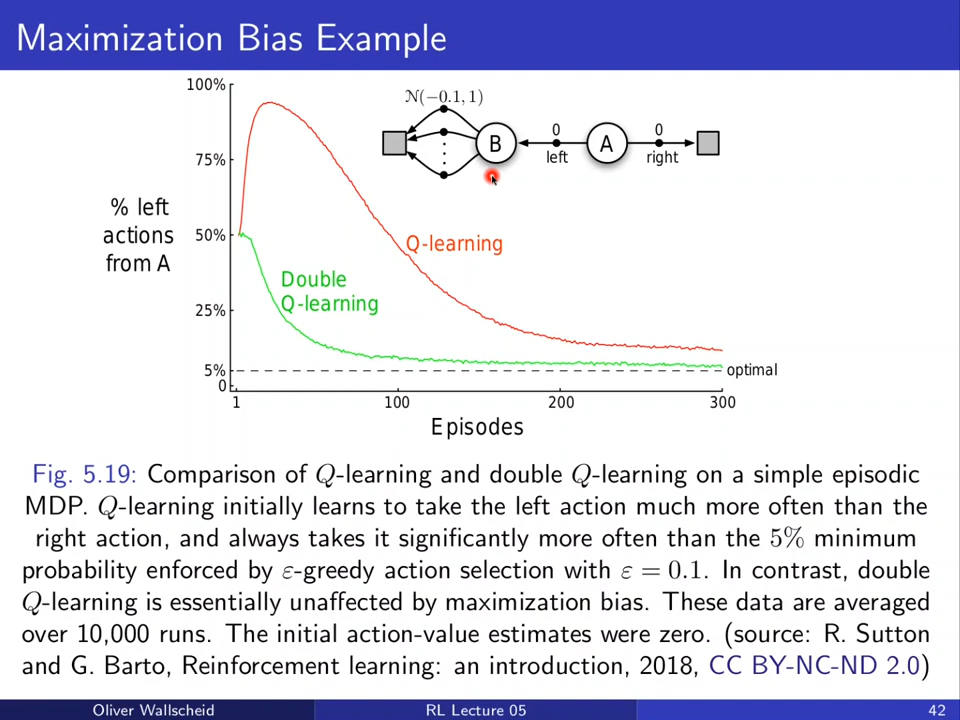 Maximization Bias Example
100%
75%
50%
25%
5%
0
% left
actions
from A
N(−0.1, 1)
B
0
left
A
0
right
Q-learning
Double
Q-learning
optimal
1
100
200
300
Episodes
Fig. 5.19: Comparison of Q-learning and double Q-learning on a simple episodic
MDP. Q-learning initially learns to take the left action much more often than the
right action, and always takes it significantly more often than the 5% minimum
probability enforced by ε-greedy action selection with ε = 0.1. In contrast, double
Q-learning is essentially unaffected by maximization bias. These data are averaged
over 10,000 runs. The initial action-value estimates were zero. (source: R. Sutton
and G. Barto, Reinforcement learning: an introduction, 2018, CC BY-NC-ND 2.0)
Oliver Wallscheid
RL Lecture 05
42